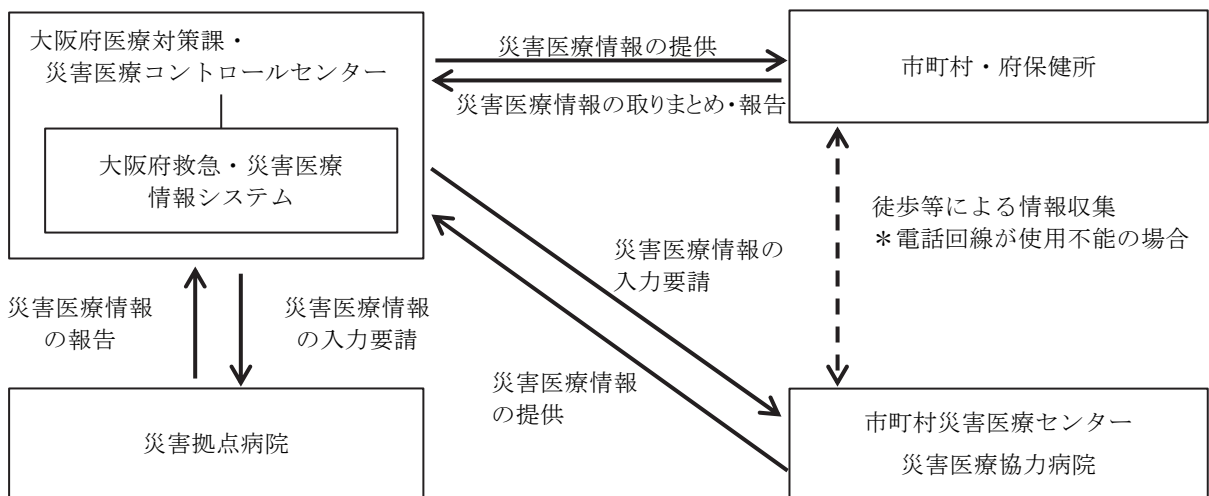 大阪府医療対策課・
災害医療コントロールセンター
大阪府救急・災害医療
情報システム
災害医療情報の提供
災害医療情報の取りまとめ・報告
市町村・府保健所
徒歩等による情報収集
＊電話回線が使用不能の場合
災害医療情報の
入力要請
災害医療情報
の報告
災害医療情報
の入力要請
災害医療情報
の提供
災害拠点病院
市町村災害医療センター
災害医療協力病院